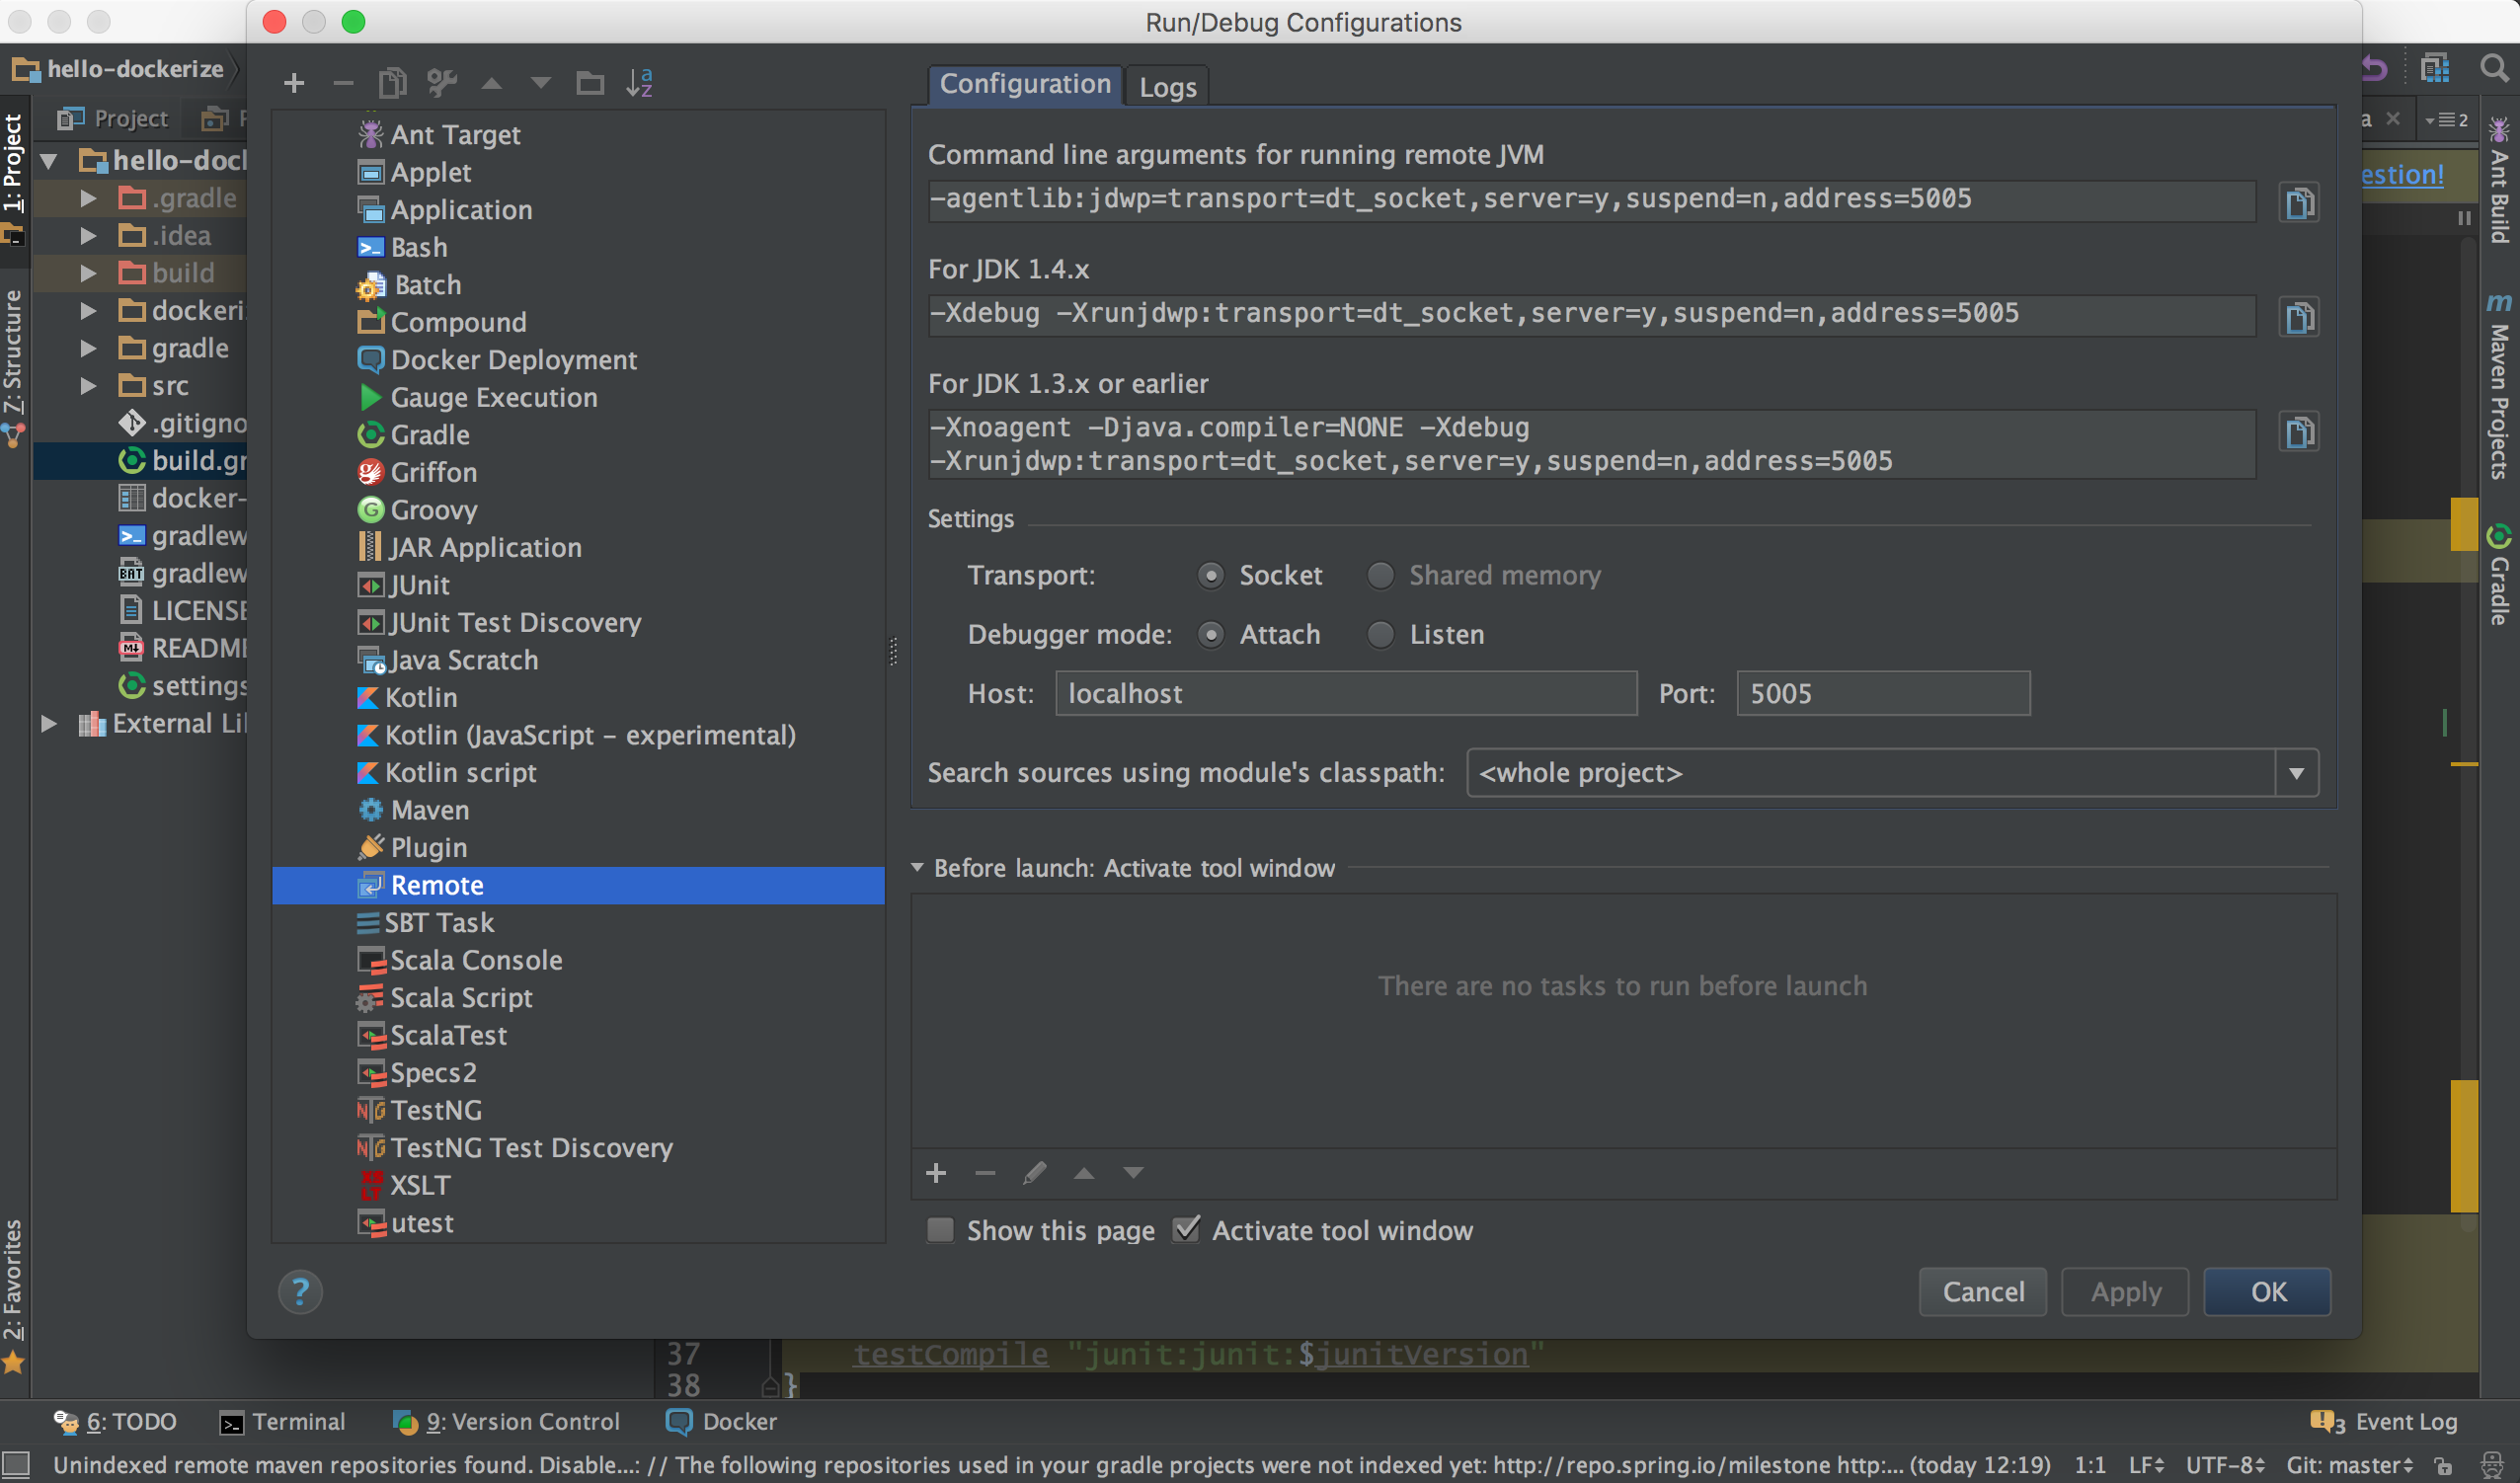 Run/Debug Configurations
hello-dockerize
Project
1: Project
7: Structure
2: Favorites
hello-docl
.gradle
.idea
build
dockeri
gradle
src
.gitigno
build.gr
docker-
gradlew
gradlew
LICENSE
README
settings
External Lil
Ant Target
Applet
Application
Bash
Batch
Compound
Docker Deployment
Gauge Execution
Gradle
Griffon
Groovy
JAR Application
JUnit
JUnit Test Discovery
Java Scratch
Kotlin
Kotlin (JavaScript – experimental)
Kotlin script
Maven
Plugin
Remote
SBT Task
Scala Console
Scala Script
ScalaTest
Specs2
TestNG
TestNG Test Discovery
XSLT
utest
Configuration Logs
Command line arguments for running remote JVM
-agentlib:jdwp=transport=dt_socket,server=y,suspend=n,address=5005
For JDK 1.4.x
-Xdebug -Xrunjdwp:transport=dt_socket,server=y,suspend=n,address=5005
For JDK 1.3.x or earlier
-Xnoagent -Djava.compiler=NONE -Xdebug
-Xrunjdwp:transport=dt_socket,server=y,suspend=n,address=5005
Settings
Transport: Socket Shared memory
Debugger mode: Attach Listen
Host: localhost Port: 5005
Search sources using module's classpath: <whole project>
Before launch: Activate tool window
There are no tasks to run before launch
Show this page Activate tool window
? Cancel Apply OK
a 2
estion!
Ant Build
Maven Projects
Gradle
37 testCompile "junit:junit:$junitVersion"
38 }
6: TODO Terminal 9: Version Control Docker 3 Event Log
Unindexed remote maven repositories found. Disable...: // The following repositories used in your gradle projects were not indexed yet: http://repo.spring.io/milestone http:... (today 12:19) 1:1 LF UTF-8 Git: master